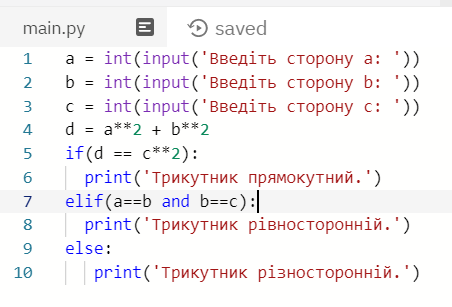 main.py saved
1 a = int(input('Введіть сторону a: '))
2 b = int(input('Введіть сторону b: '))
3 c = int(input('Введіть сторону c: '))
4 d = a**2 + b**2
5 if(d == c**2):
6 print('Трикутник прямокутний.')
7 elif(a==b and b==c):
8 print('Трикутник рівносторонній.')
9 else:
10 print('Трикутник різносторонній.')